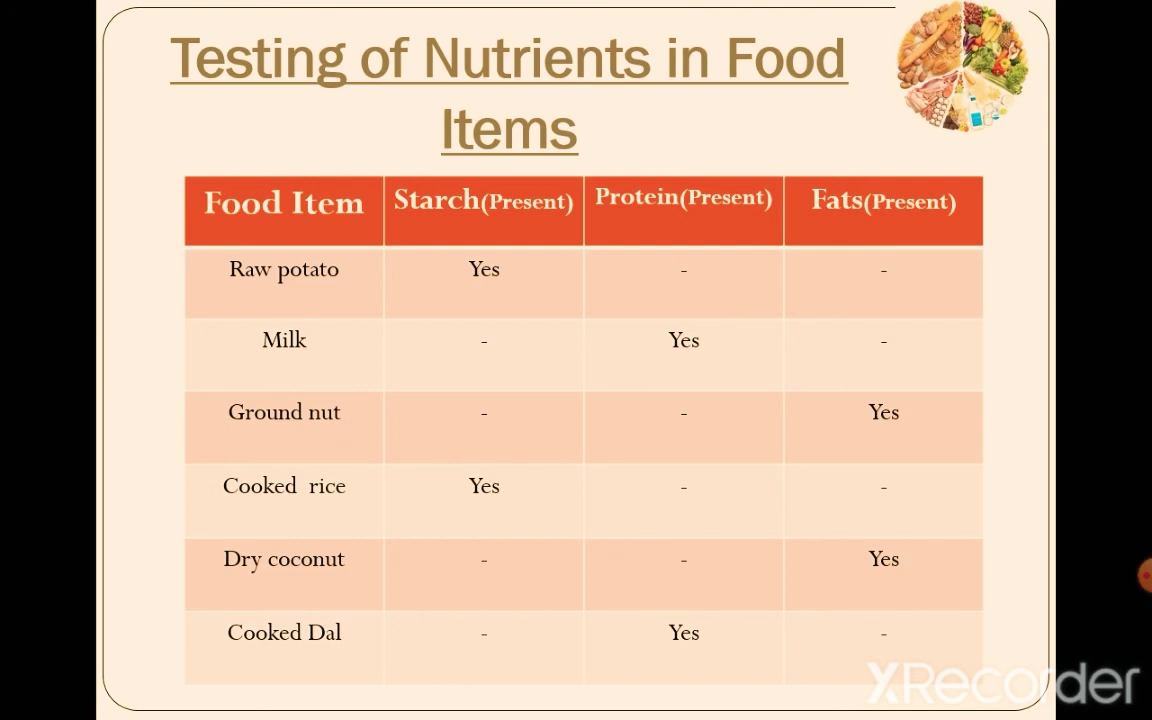 Testing of Nutrients in Food
Items
Food Item Starch(Present) Protein(Present) Fats(Present)
Raw potato Yes - -
Milk - Yes -
Ground nut - - Yes
Cooked rice Yes - -
Dry coconut - - Yes
Cooked Dal - Yes -
XRecorder